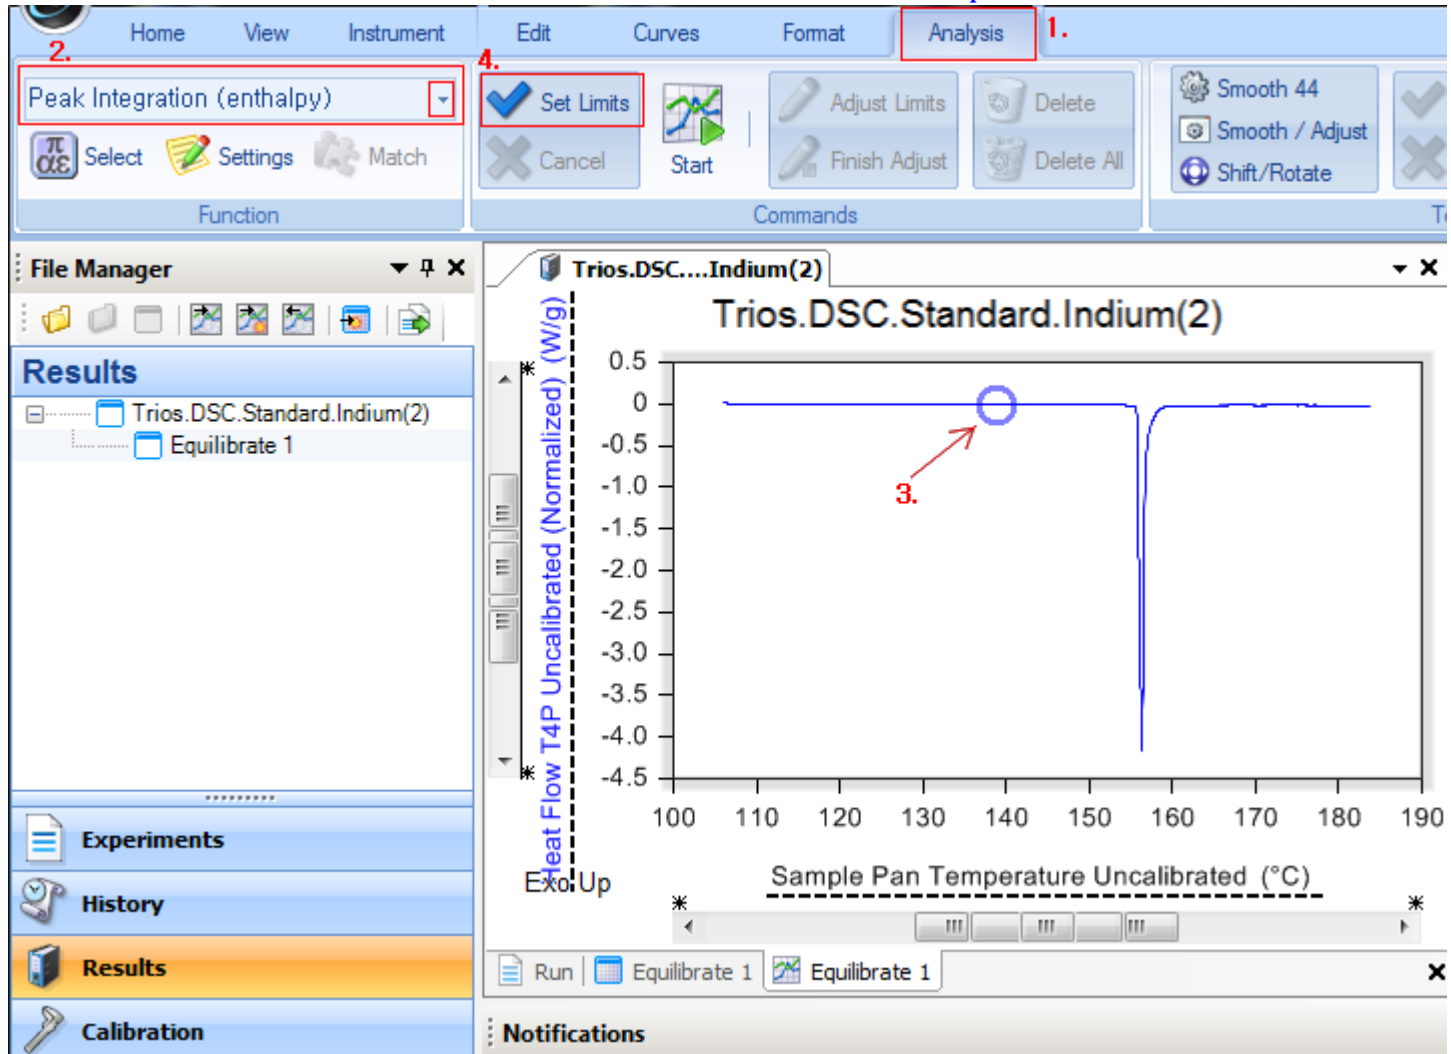 Home View Instrument Edit Curves Format Analysis 1.
2.
4.
Peak Integration (enthalpy)
Set Limits
Cancel
Start
Adjust Limits
Finish Adjust
Delete
Delete All
Smooth 44
Smooth / Adjust
Shift/Rotate
π
αε
Select Settings Match
Function Commands
File Manager
Trios.DSC....Indium(2)
Results
Trios.DSC.Standard.Indium(2)
Equilibrate 1
Experiments
History
Results
Calibration
Trios.DSC.Standard.Indium(2)
Heat Flow T4P Uncalibrated (Normalized) (W/g)
0.5
0
-0.5
-1.0
-1.5
-2.0
-2.5
-3.0
-3.5
-4.0
-4.5
3.
100 110 120 130 140 150 160 170 180 190
Exo Up
Sample Pan Temperature Uncalibrated (°C)
Run Equilibrate 1 Equilibrate 1
Notifications